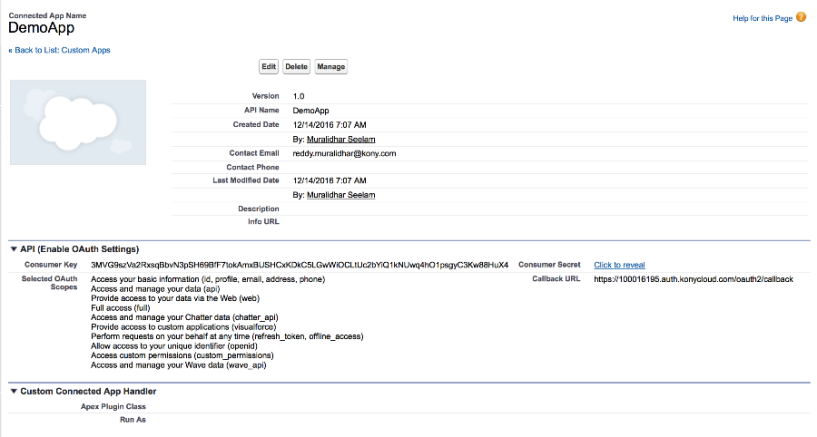 Connected App Name
DemoApp
Help for this Page
« Back to List: Custom Apps
Edit Delete Manage
Version 1.0
API Name DemoApp
Created Date 12/14/2016 7:07 AM
By: Muralidhar Seelam
Contact Email reddy.muralidhar@kony.com
Contact Phone
Last Modified Date 12/14/2016 7:07 AM
By: Muralidhar Seelam
Description
Info URL
API (Enable OAuth Settings)
Consumer Key Consumer Secret Click to reveal
Selected OAuth Scopes Access your basic information (id, profile, email, address, phone) Callback URL https://100016195.auth.konycloud.com/oauth2/callback
Access and manage your data (api)
Provide access to your data via the Web (web)
Full access (full)
Access and manage your Chatter data (chatter_api)
Provide access to custom applications (visualforce)
Perform requests on your behalf at any time (refresh_token, offline_access)
Allow access to your unique identifier (openid)
Access custom permissions (custom_permissions)
Access and manage your Wave data (wave_api)
Custom Connected App Handler
Apex Plugin Class
Run As